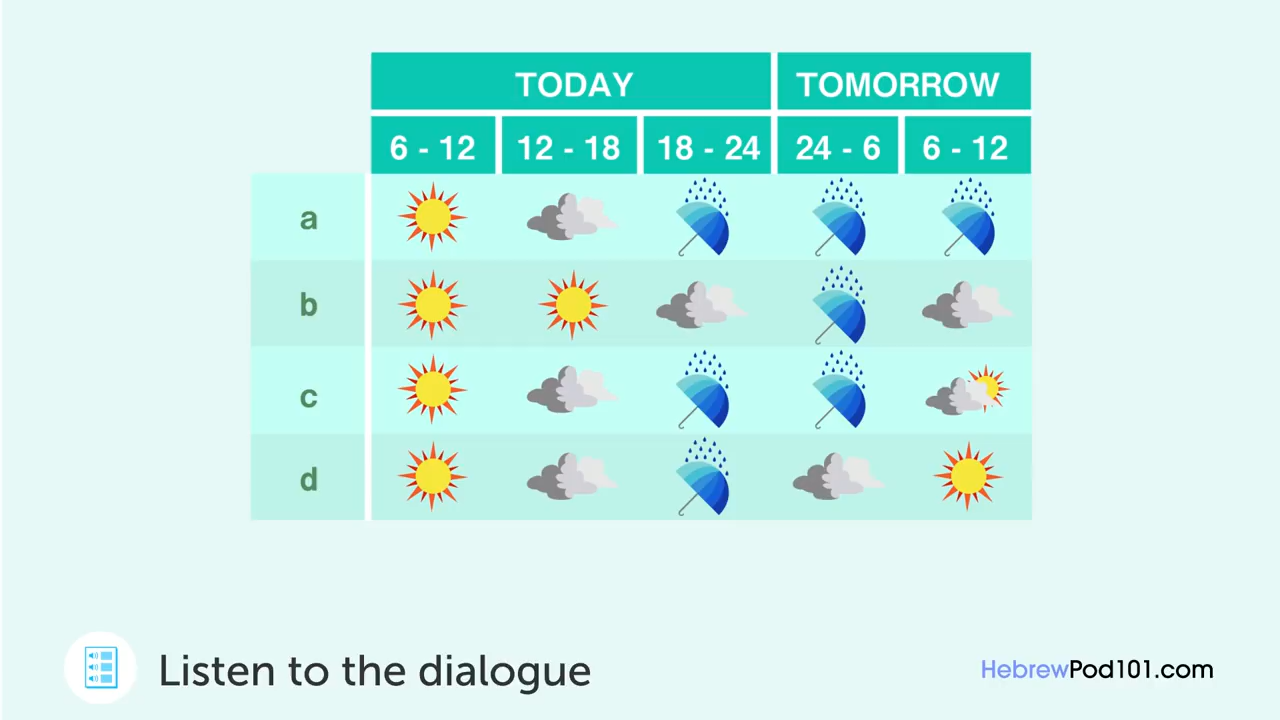 TODAY TOMORROW
6 - 12 12 - 18 18 - 24 24 - 6 6 - 12
a
b
c
d
Listen to the dialogue
HebrewPod101.com